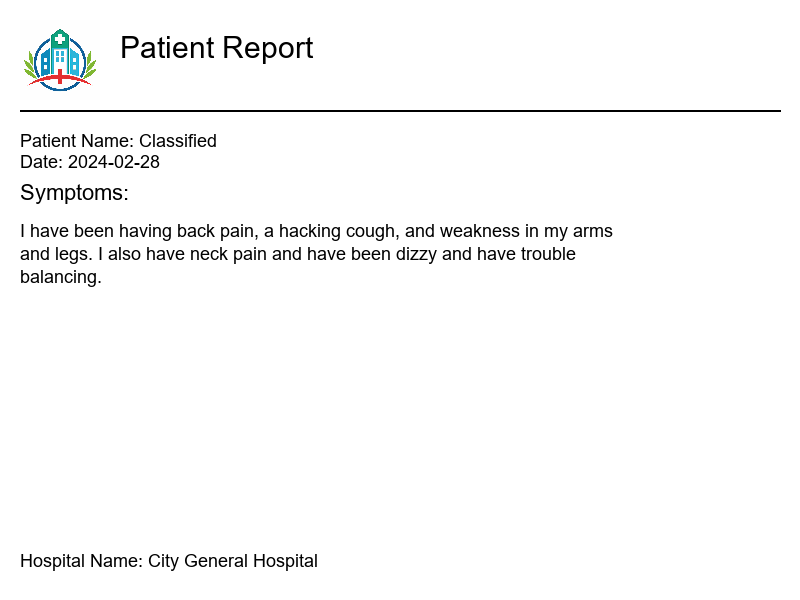 Patient Report
Patient Name: Classified
Date: 2024-02-28
Symptoms:
I have been having back pain, a hacking cough, and weakness in my arms
and legs. I also have neck pain and have been dizzy and have trouble
balancing.
Hospital Name: City General Hospital